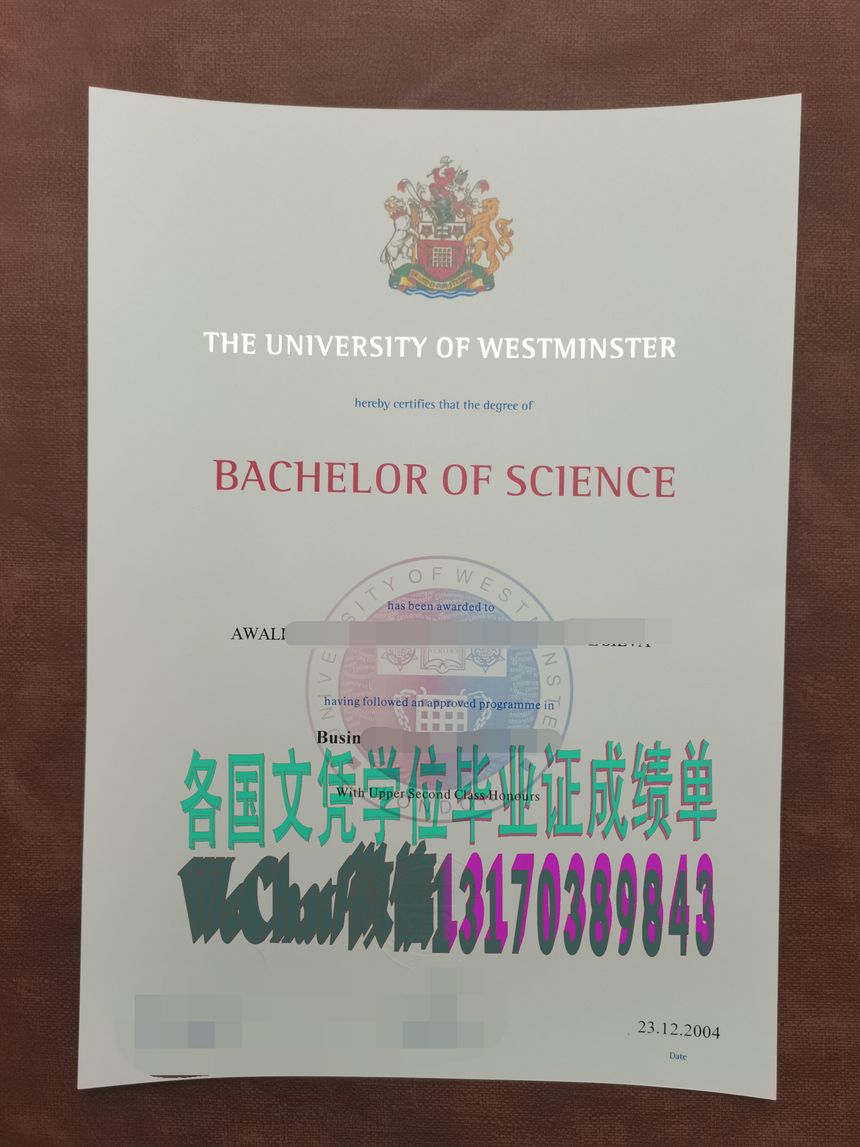 THE UNIVERSITY OF WESTMINSTER
hereby certifies that the degree of
BACHELOR OF SCIENCE
has been awarded to
AWALI
having followed an approved programme in
Busin
各国文凭学位毕业证成绩单
With Upper Second Class Honours
WeChat/微信13170389843
23.12.2004
Date